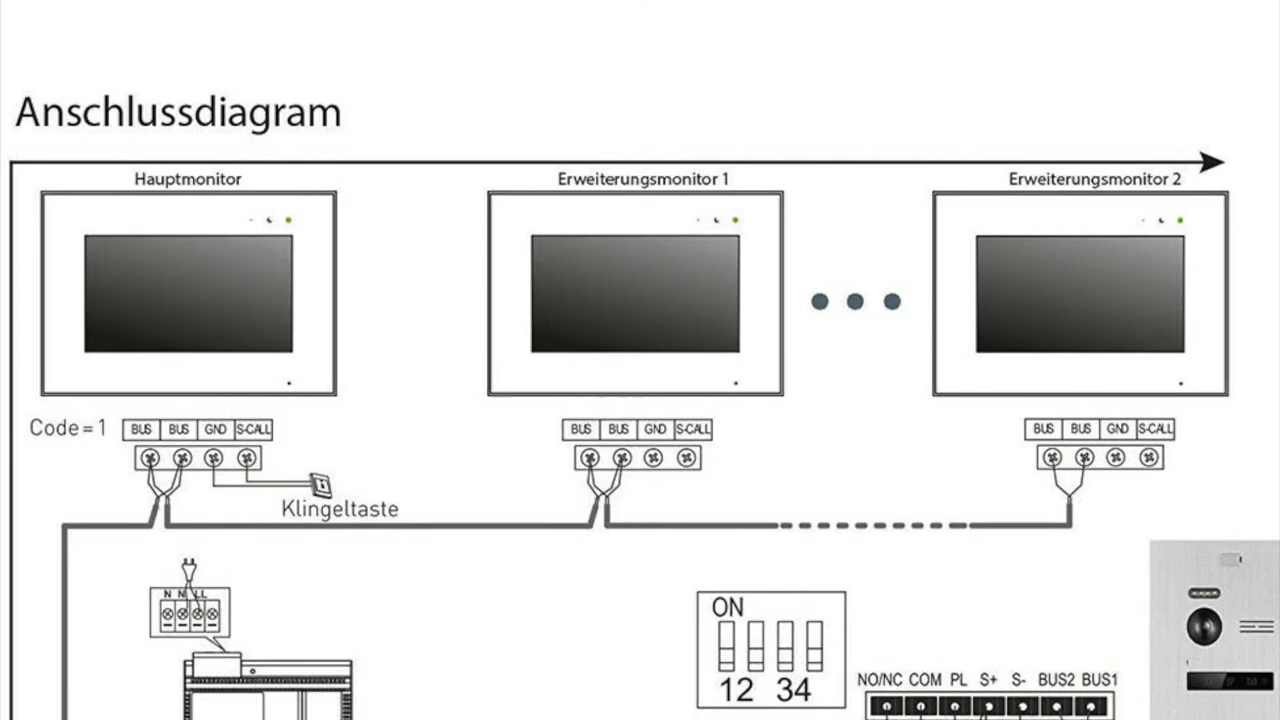 Anschlussdiagram
Hauptmonitor
Erweiterungsmonitor 1
Erweiterungsmonitor 2
Code = 1
BUS BUS GND S-CALL
BUS BUS GND S-CALL
BUS BUS GND S-CALL
Klingeltaste
N N L L
ON
12 34
NO/NC COM PL S+ S- BUS2 BUS1